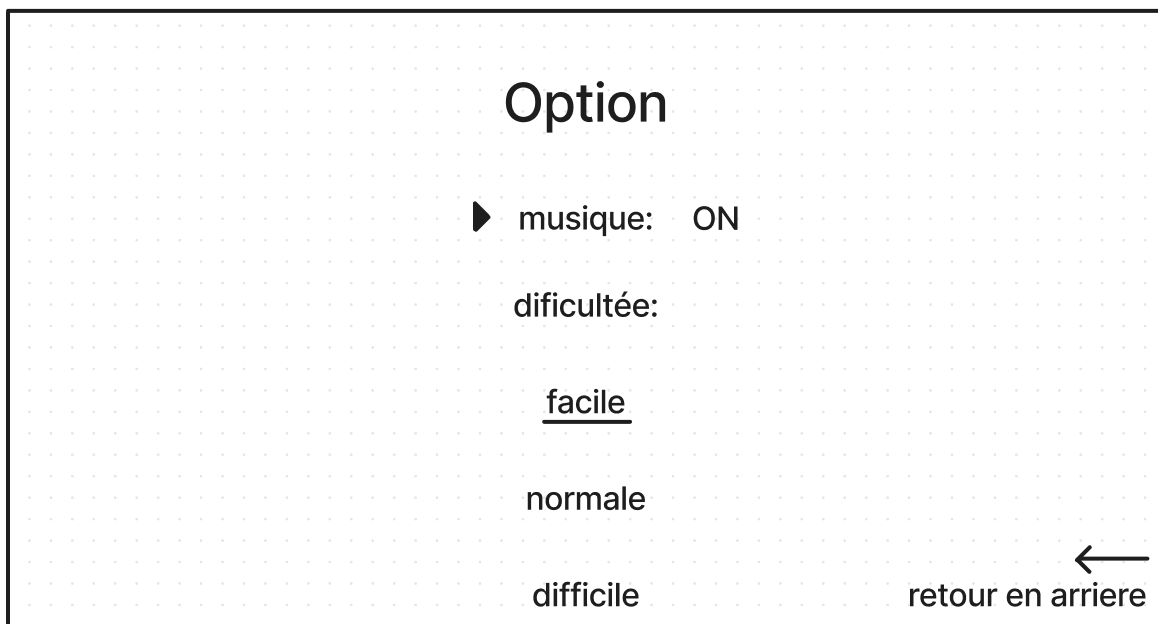 Option
musique: ON
dificultée:
facile
normale
difficile
retour en arriere